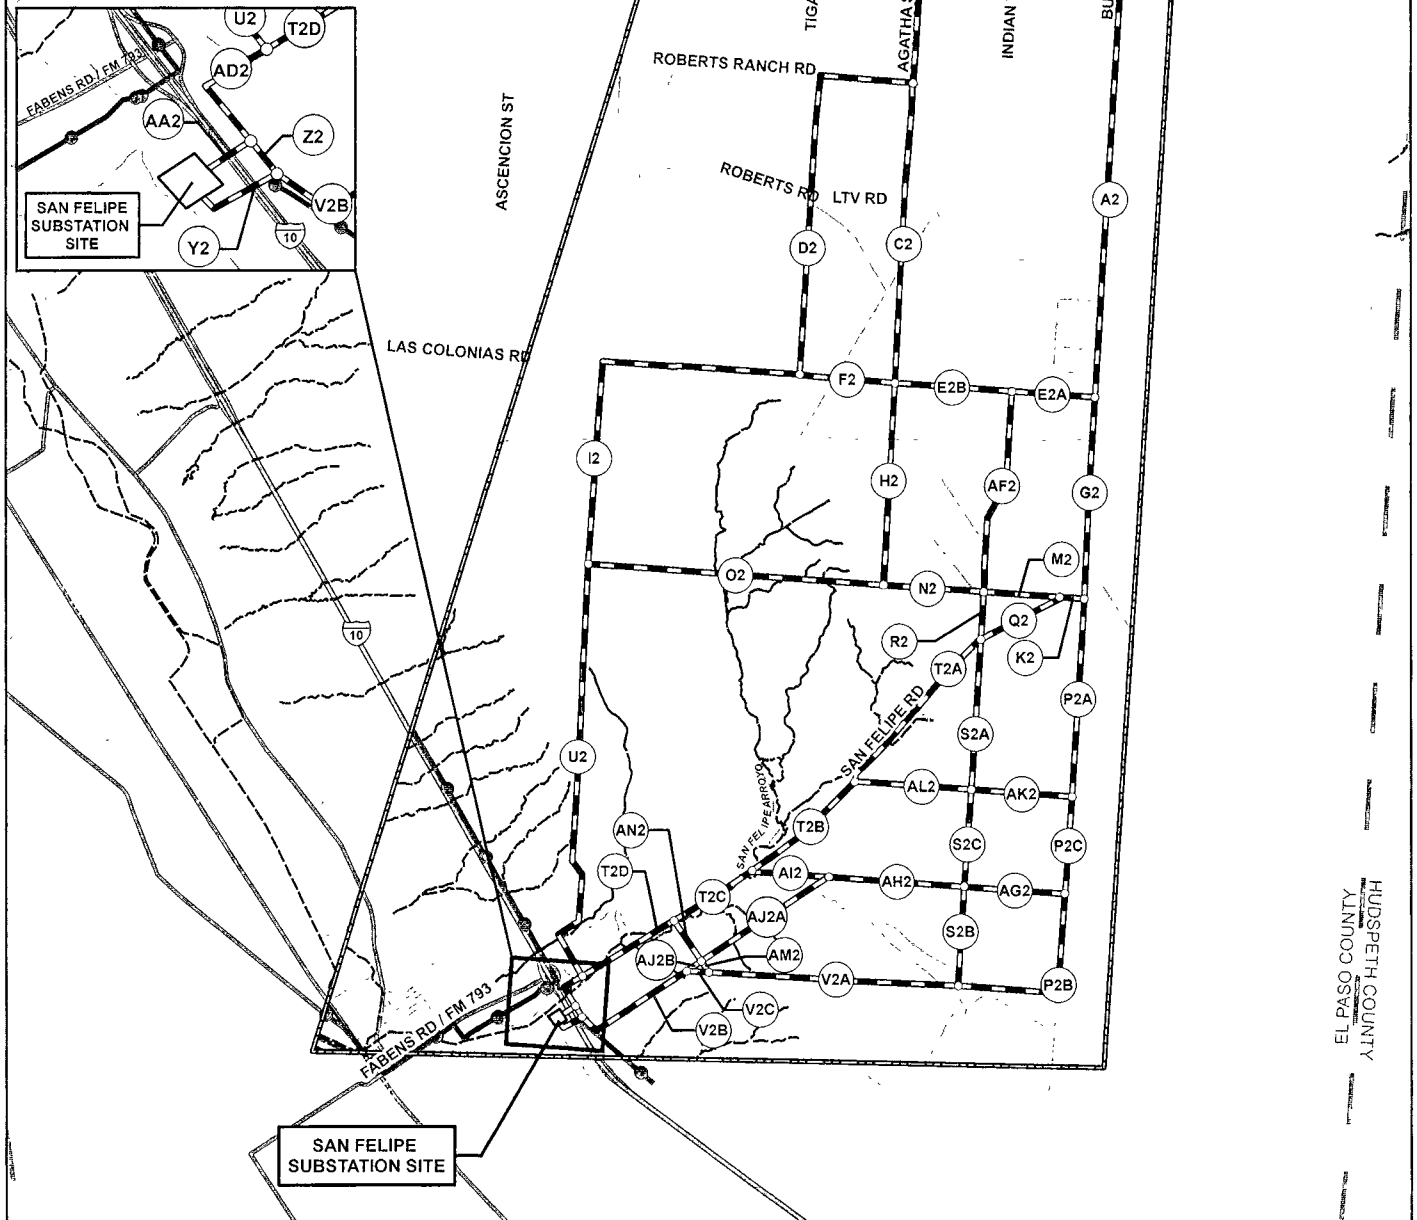 U2
T2D
AD2
FABENS RD / FM 793
AA2
Z2
SAN FELIPE
SUBSTATION
SITE
V2B
Y2
10
TIGA
AGATHA S
INDIAN
BU
ROBERTS RANCH RD
ASCENCION ST
ROBERTS RD
LTV RD
A2
D2
C2
LAS COLONIAS RD
F2
E2B
E2A
I2
H2
AF2
G2
M2
O2
N2
Q2
10
R2
K2
T2A
P2A
SAN FELIPE RD
S2A
U2
SAN FELIPE ARROYO
AL2
AK2
AN2
T2B
S2C
P2C
T2D
AI2
AH2
AG2
T2C
AJ2A
S2B
AJ2B
AM2
V2A
P2B
V2C
V2B
FABENS RD / FM 793
HUDSPETH COUNTY
EL PASO COUNTY
SAN FELIPE
SUBSTATION SITE